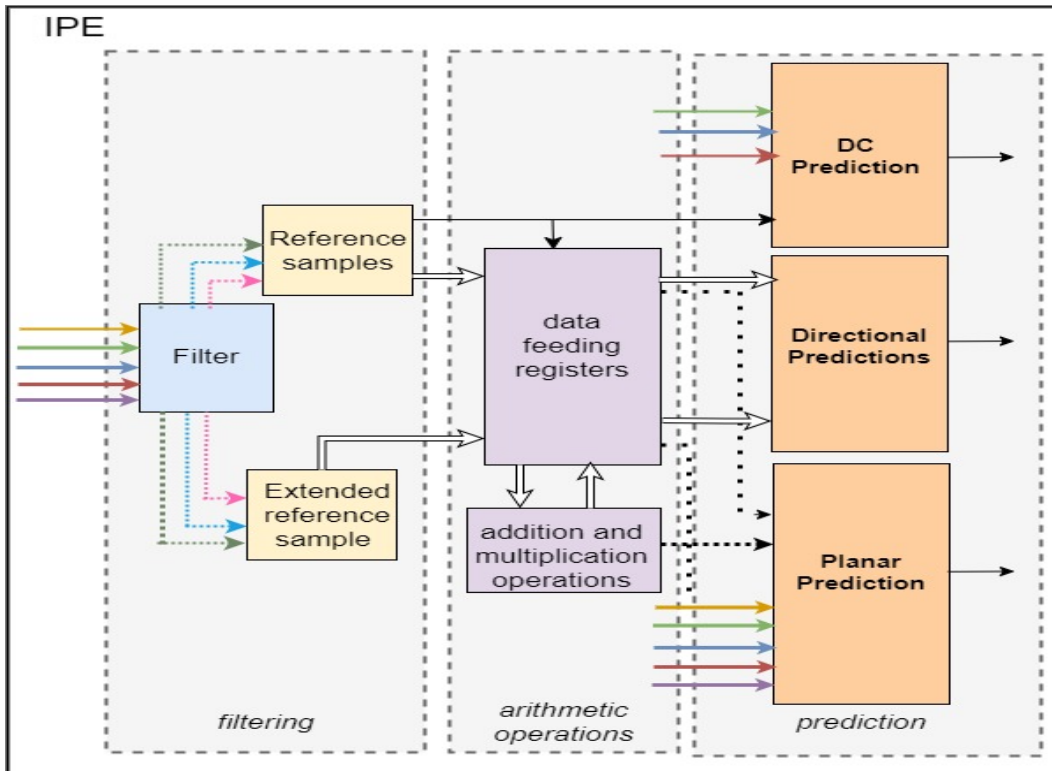 IPE
DC
Prediction
Reference
samples
Filter
data
feeding
registers
Directional
Predictions
Extended
reference
sample
addition and
multiplication
operations
Planar
Prediction
filtering
arithmetic
operations
prediction